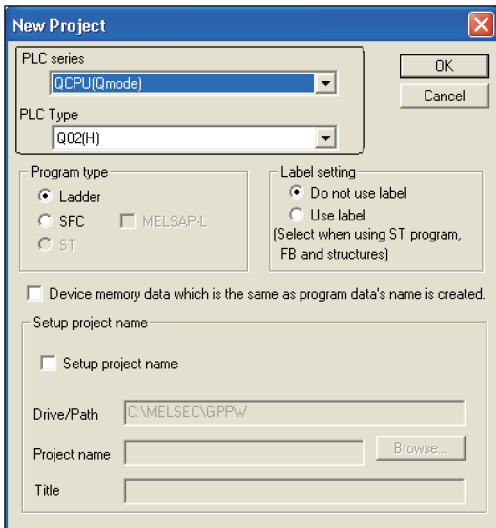 New Project
PLC series
QCPU(Qmode)
OK
Cancel
PLC Type
Q02(H)
Program type
Ladder
SFC
MELSAP-L
ST
Label setting
Do not use label
Use label
(Select when using ST program,
FB and structures)
Device memory data which is the same as program data's name is created.
Setup project name
Setup project name
Drive/Path
C:\MELSEC\GPPW
Project name
Browse...
Title